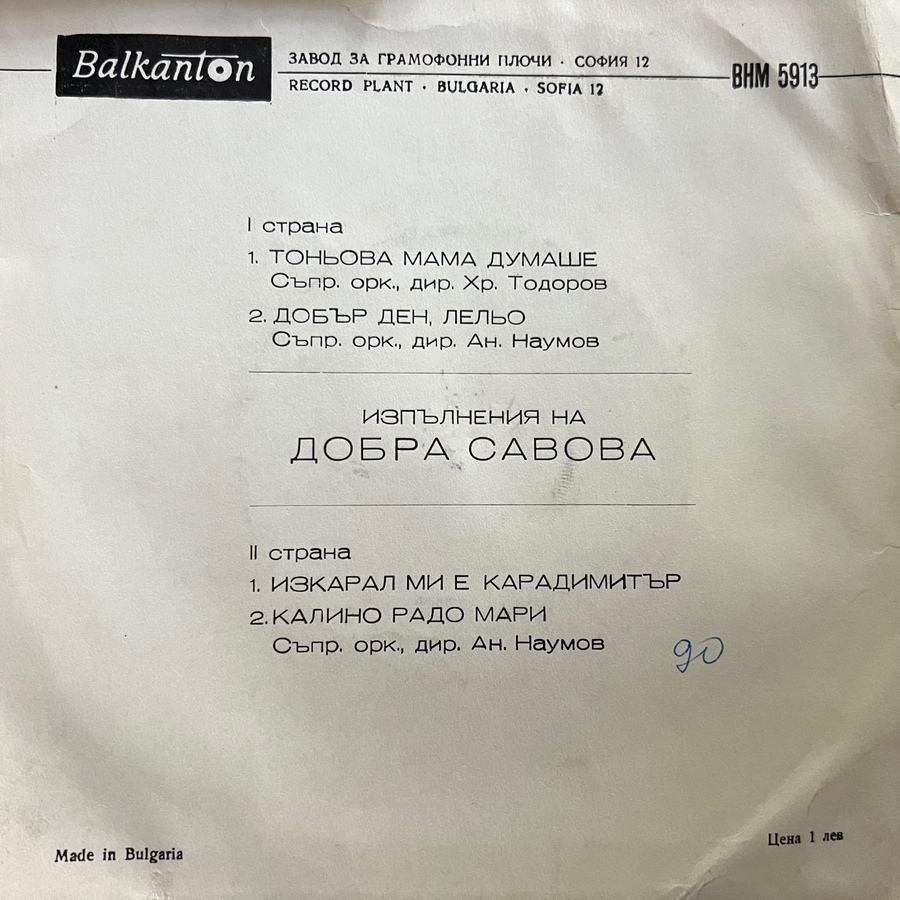 Balkanton
ЗАВОД ЗА ГРАМОФОННИ ПЛОЧИ · СОФИЯ 12
RECORD PLANT · BULGARIA · SOFIA 12
ВНМ 5913
I страна
1. ТОНЬОВА МАМА ДУМАШЕ
Съпр. орк., дир. Хр. Тодоров
2. ДОБЪР ДЕН, ЛЕЛЬО
Съпр. орк., дир. Ан. Наумов
ИЗПЪЛНЕНИЯ НА
ДОБРА САВОВА
II страна
1. ИЗКАРАЛ МИ Е КАРАДИМИТЪР
2. КАЛИНО РАДО МАРИ
Съпр. орк., дир. Ан. Наумов
90
Made in Bulgaria
Цена 1 лев